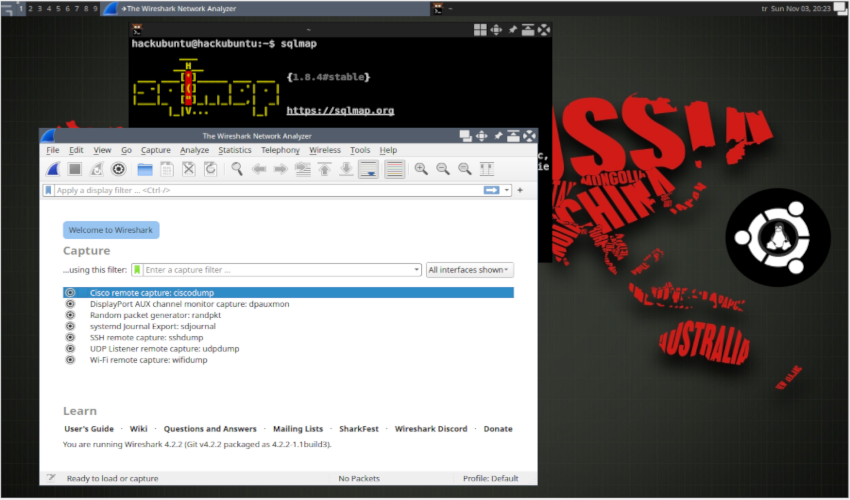 1 2 3 4 5 6 7 8 9 The Wireshark Network Analyzer ~ tr Sun Nov 03, 20:23
~
hackubuntu@hackubuntu:~$ sqlmap
{1.8.4#stable}
https://sqlmap.org
The Wireshark Network Analyzer
File Edit View Go Capture Analyze Statistics Telephony Wireless Tools Help
Apply a display filter ... <Ctrl-/>
Welcome to Wireshark
Capture
...using this filter: Enter a capture filter ... All interfaces shown
Cisco remote capture: ciscodump
DisplayPort AUX channel monitor capture: dpauxmon
Random packet generator: randpkt
systemd Journal Export: sdjournal
SSH remote capture: sshdump
UDP Listener remote capture: udpdump
Wi-Fi remote capture: wifidump
Learn
User's Guide · Wiki · Questions and Answers · Mailing Lists · SharkFest · Wireshark Discord · Donate
You are running Wireshark 4.2.2 (Git v4.2.2 packaged as 4.2.2-1.1build3).
Ready to load or capture No Packets Profile: Default
MONGOLIA
CHINA
AUSTRALIA